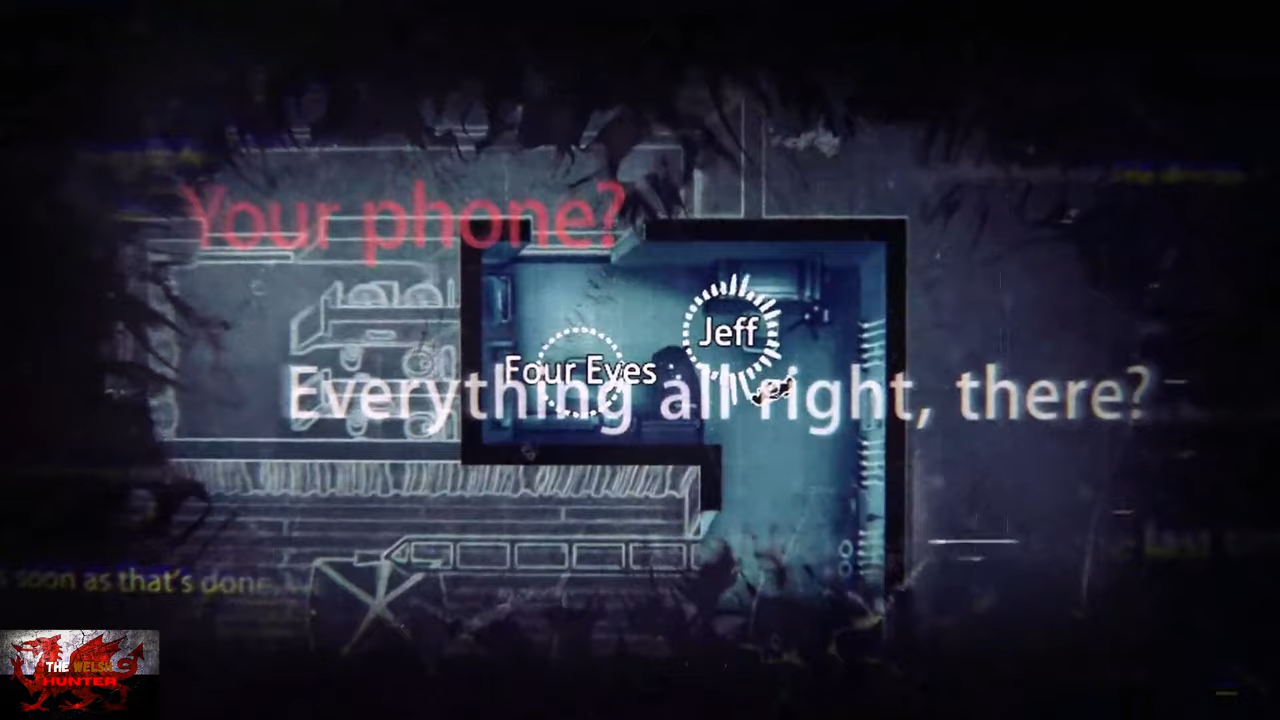 Your phone?
Jeff
Four Eyes
Everything all right, there?
soon as that's done,
THE WELSH
HUNTER